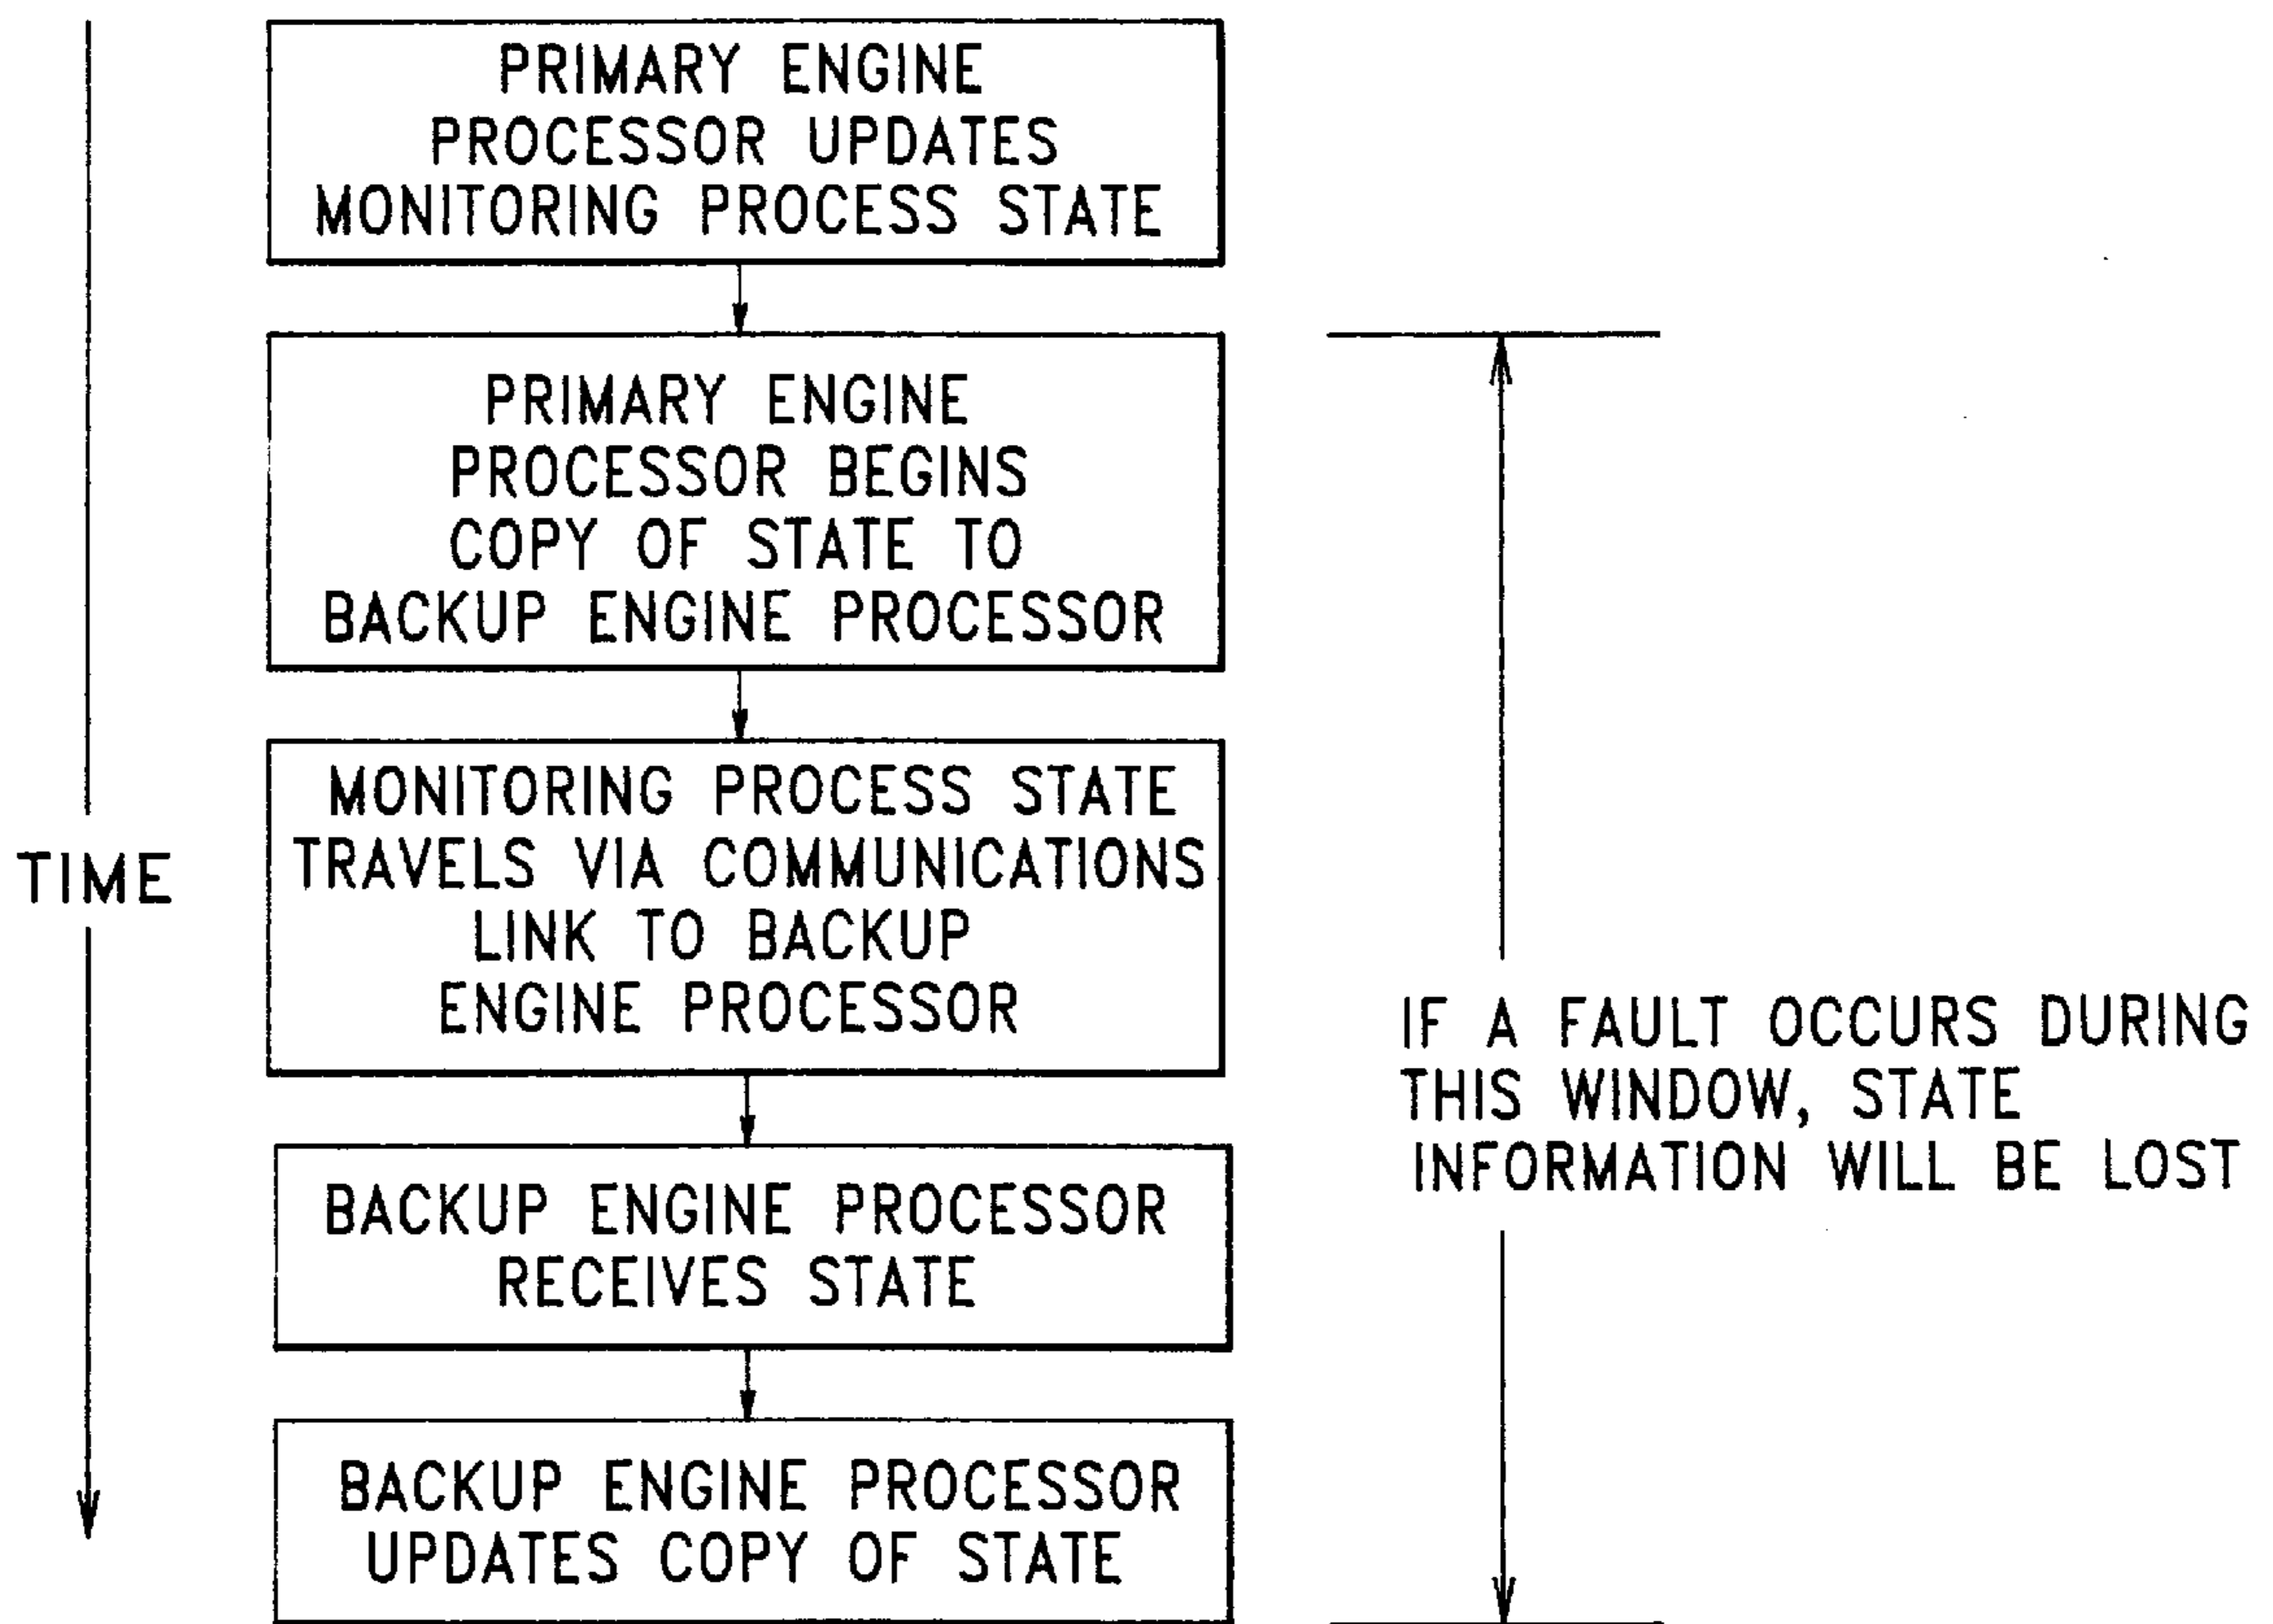 PRIMARY ENGINE
PROCESSOR UPDATES
MONITORING PROCESS STATE
PRIMARY ENGINE
PROCESSOR BEGINS
COPY OF STATE TO
BACKUP ENGINE PROCESSOR
MONITORING PROCESS STATE
TRAVELS VIA COMMUNICATIONS
LINK TO BACKUP
ENGINE PROCESSOR
BACKUP ENGINE PROCESSOR
RECEIVES STATE
BACKUP ENGINE PROCESSOR
UPDATES COPY OF STATE
TIME
IF A FAULT OCCURS DURING
THIS WINDOW, STATE
INFORMATION WILL BE LOST